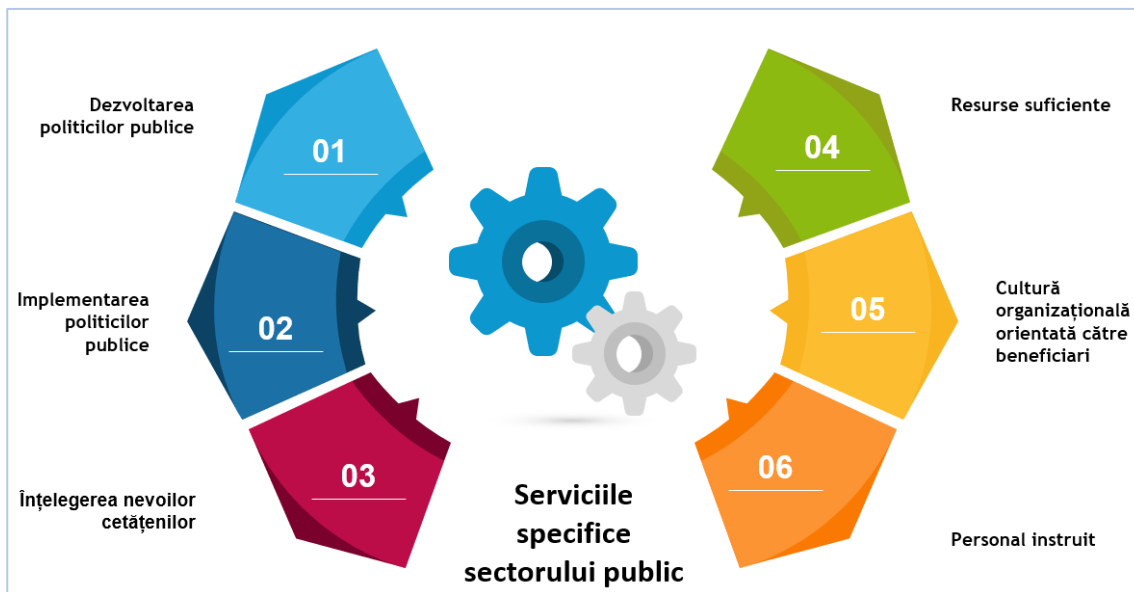 Dezvoltarea
politicilor publice
01
Implementarea
politicilor
publice
02
03
Înțelegerea nevoilor
cetățenilor
04
Resurse suficiente
05
Cultură
organizațională
orientată către
beneficiari
06
Personal instruit
Serviciile
specifice
sectorului public